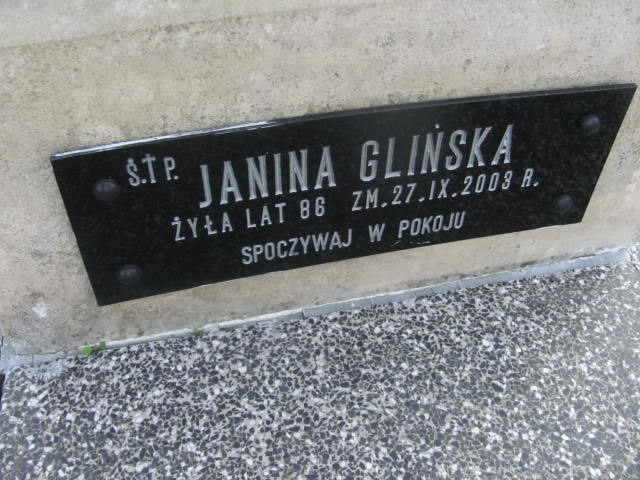 Ś.†P. JANINA GLIŃSKA
ŻYŁA LAT 86 ZM.27.IX.2003 R.
SPOCZYWAJ W POKOJU